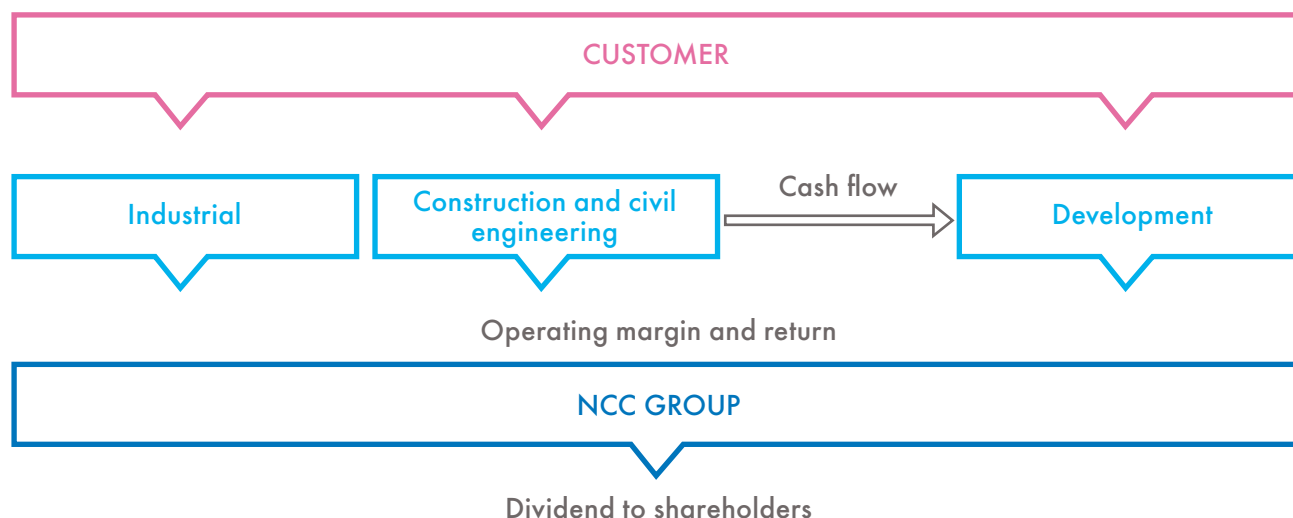 CUSTOMER
Industrial
Construction and civil
engineering
Cash flow
Development
Operating margin and return
NCC GROUP
Dividend to shareholders